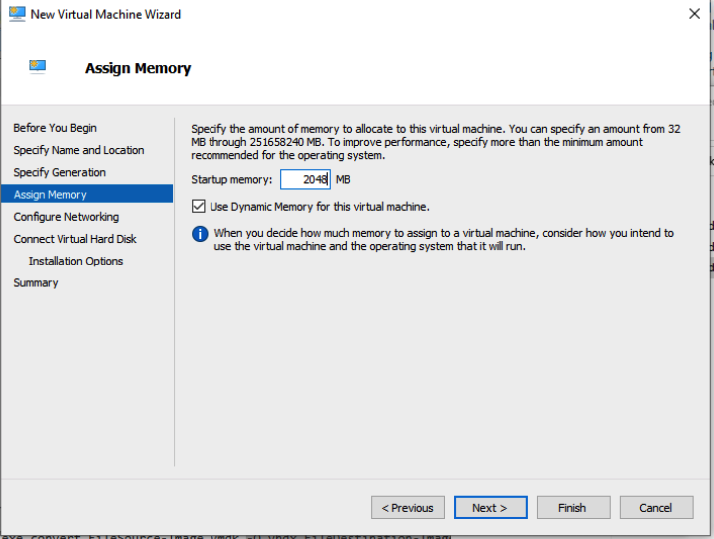 New Virtual Machine Wizard
Assign Memory
Before You Begin
Specify Name and Location
Specify Generation
Assign Memory
Configure Networking
Connect Virtual Hard Disk
Installation Options
Summary
Specify the amount of memory to allocate to this virtual machine. You can specify an amount from 32
MB through 251658240 MB. To improve performance, specify more than the minimum amount
recommended for the operating system.
Startup memory: 2048 MB
Use Dynamic Memory for this virtual machine.
When you decide how much memory to assign to a virtual machine, consider how you intend to
use the virtual machine and the operating system that it will run.
< Previous
Next >
Finish
Cancel